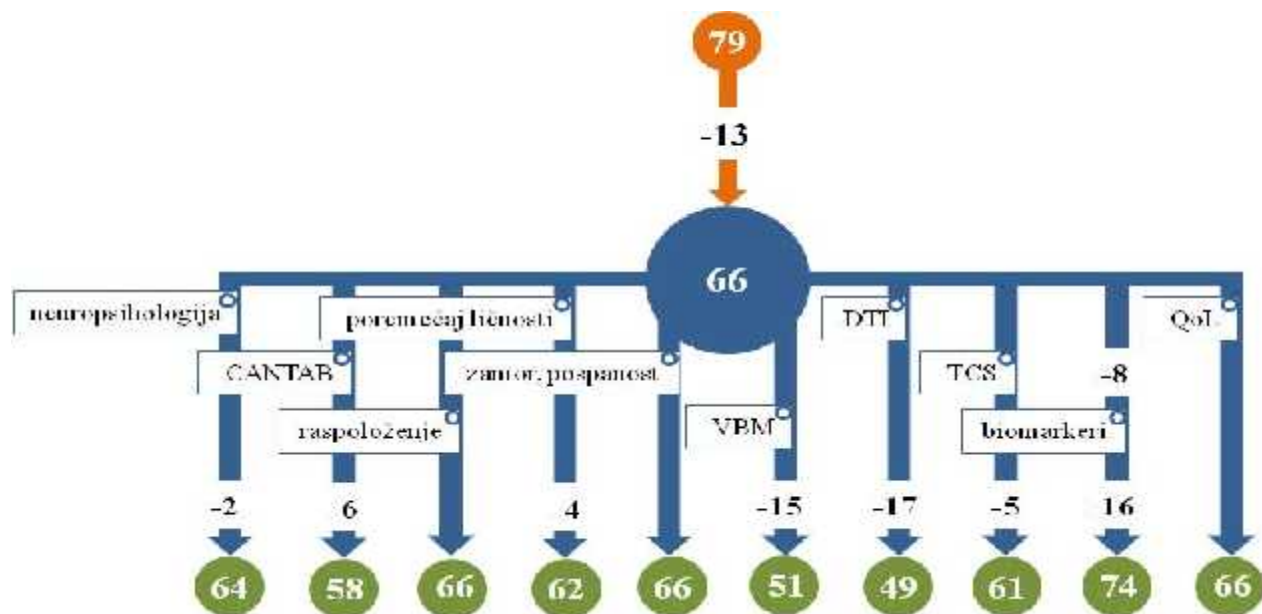 79
-13
66
neuropsihologija
poremećaj ličnosti
DTI
QoL
CANTAB
zamor, pospanost
TCS
-8
raspoloženje
VBM
biomarkeri
-2
6
4
-15
-17
-5
16
64
58
66
62
66
51
49
61
74
66